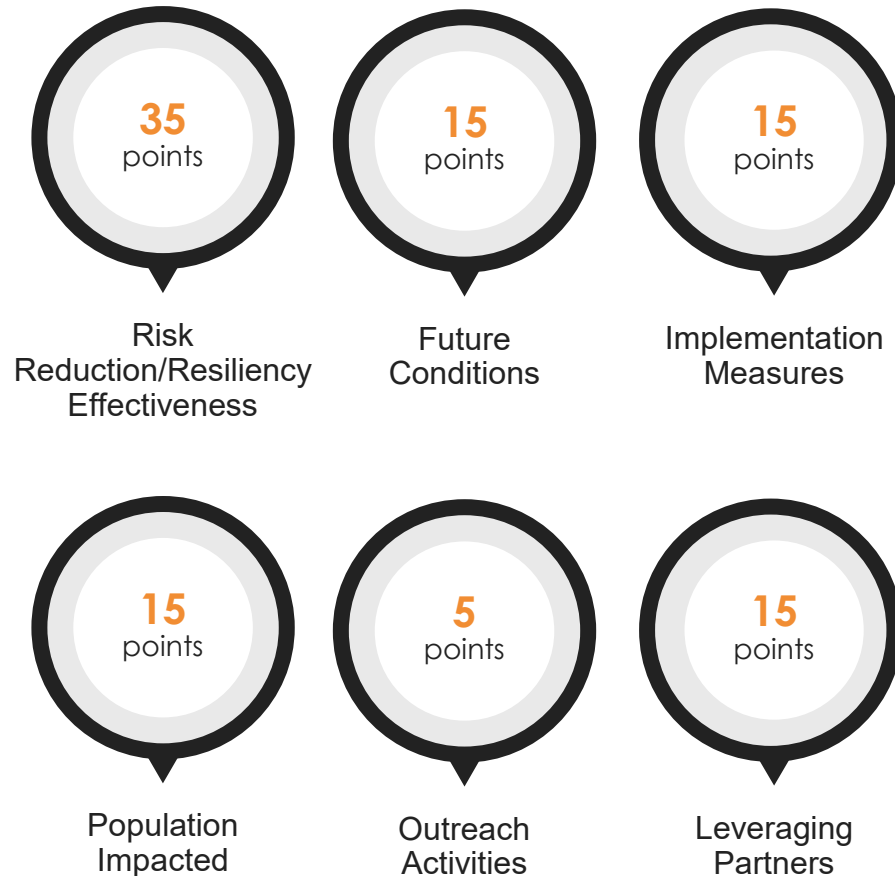 35
points
Risk
Reduction/Resiliency
Effectiveness
15
points
Future
Conditions
15
points
Implementation
Measures
15
points
Population
Impacted
5
points
Outreach
Activities
15
points
Leveraging
Partners